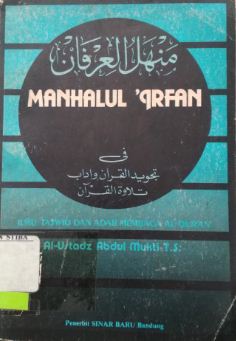 منهل العرفان
MANHALUL 'IRFAN
في
تجويد القرآن وآداب
تلاوة القرآن
ILMU TAJWID DAN ADAB MEMBACA AL-QUR'AN
Al-Ustadz Abdul Mukti T.S:
STIBA
Penerbit SINAR BARU Bandung